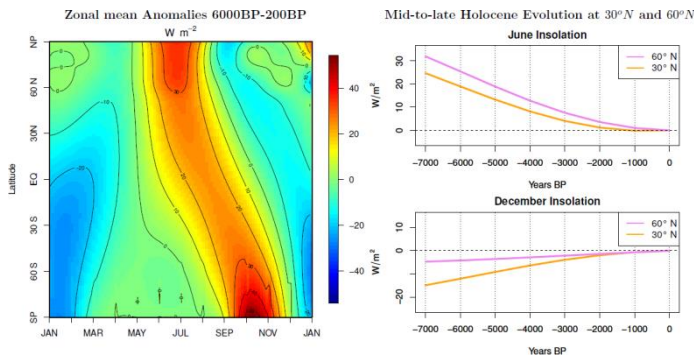 Zonal mean Anomalies 6000BP-200BP
W m⁻²
Latitude
NP
60 N
30N
EQ
30 S
60 S
SP
JAN MAR MAY JUL SEP NOV JAN
40
20
0
−20
−40
Mid-to-late Holocene Evolution at 30°N and 60°N
June Insolation
W/m²
30
20
10
0
60° N
30° N
−7000 −6000 −5000 −4000 −3000 −2000 −1000 0
Years BP
December Insolation
W/m²
10
0
−20
60° N
30° N
−7000 −6000 −5000 −4000 −3000 −2000 −1000 0
Years BP